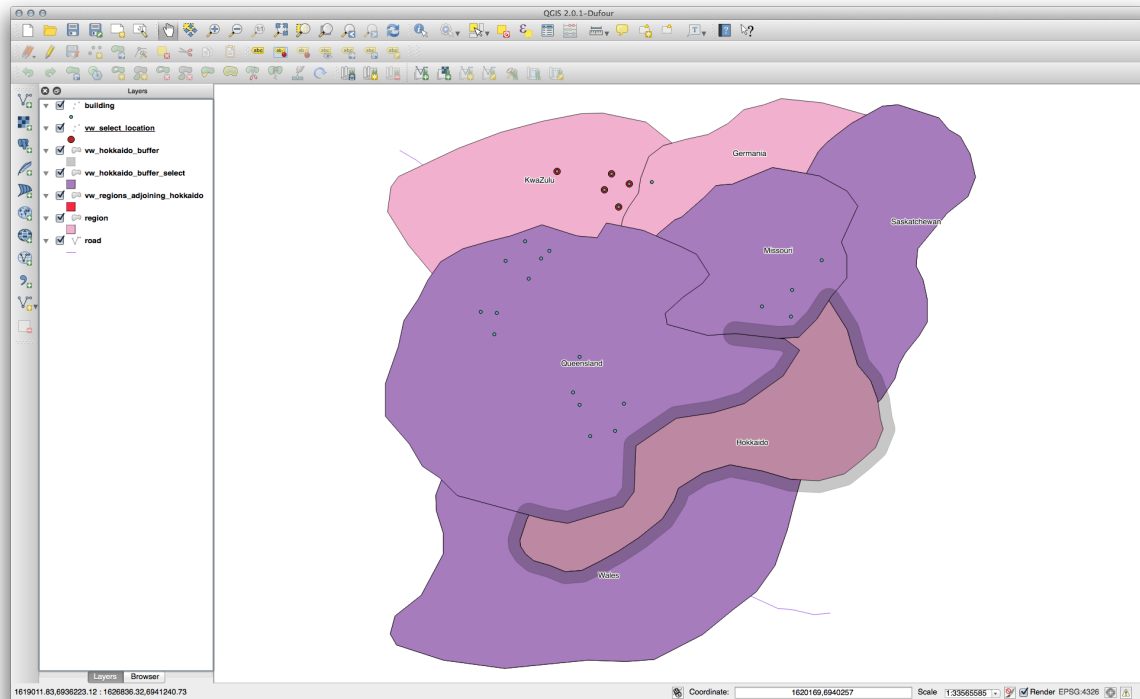 QGIS 2.0.1-Dufour
Layers
building
vw_select_location
vw_hokkaido_buffer
vw_hokkaido_buffer_select
vw_regions_adjoining_hokkaido
region
road
Germania
KwaZulu
Saskatchewan
Missouri
Queensland
Hokkaido
Wales
Layers
Browser
1619011.83,6936223.12 : 1626836.32,6941240.73
Coordinate:
1620169,6940257
Scale
1:33565585
Render
EPSG:4326